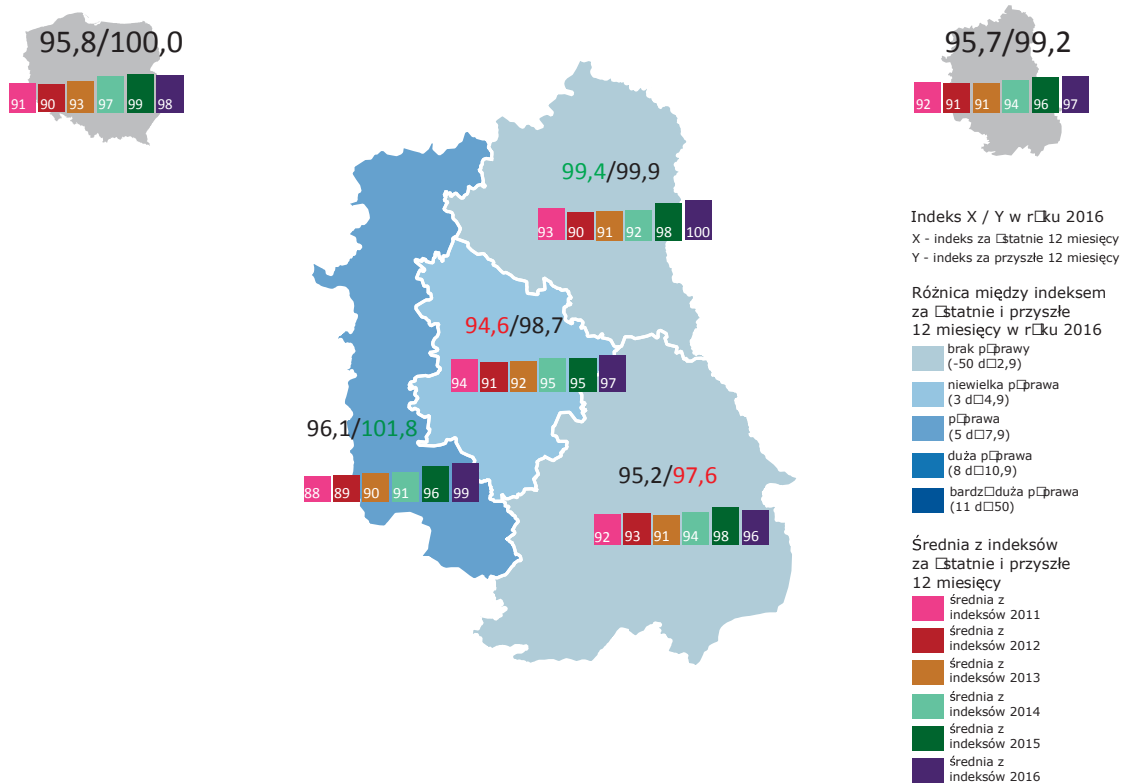 95,8/100,0
91 90 93 97 99 98
95,7/99,2
92 91 91 94 96 97
99,4/99,9
93 90 91 92 98 100
94,6/98,7
94 91 92 95 95 97
96,1/101,8
88 89 90 91 96 99
95,2/97,6
92 93 91 94 98 96
Indeks X / Y w r□ku 2016
X - indeks za □statnie 12 miesięcy
Y - indeks za przyszłe 12 miesięcy
Różnica między indeksem
za □statnie i przyszłe
12 miesięcy w r□ku 2016
brak p□prawy
(-50 d□2,9)
niewielka p□prawa
(3 d□4,9)
p□prawa
(5 d□7,9)
duża p□prawa
(8 d□10,9)
bardz□duża p□prawa
(11 d□50)
Średnia z indeksów
za □statnie i przyszłe
12 miesięcy
średnia z
indeksów 2011
średnia z
indeksów 2012
średnia z
indeksów 2013
średnia z
indeksów 2014
średnia z
indeksów 2015
średnia z
indeksów 2016